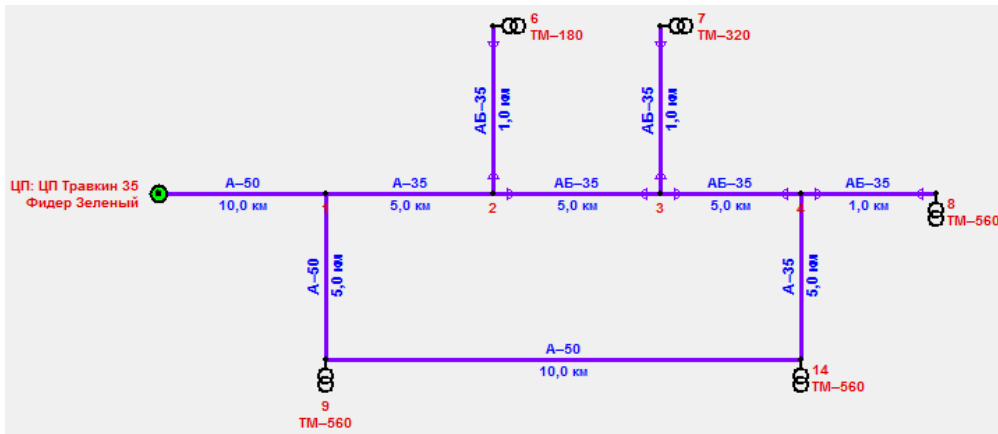 6
ТМ–180
7
ТМ–320
АБ–35
1,0 км
АБ–35
1,0 км
ЦП: ЦП Травкин 35
Фидер Зеленый
А–50
10,0 км
А–35
5,0 км
АБ–35
5,0 км
АБ–35
5,0 км
АБ–35
1,0 км
1
2
3
4
8
ТМ–560
А–50
5,0 км
А–35
5,0 км
А–50
10,0 км
9
ТМ–560
14
ТМ–560